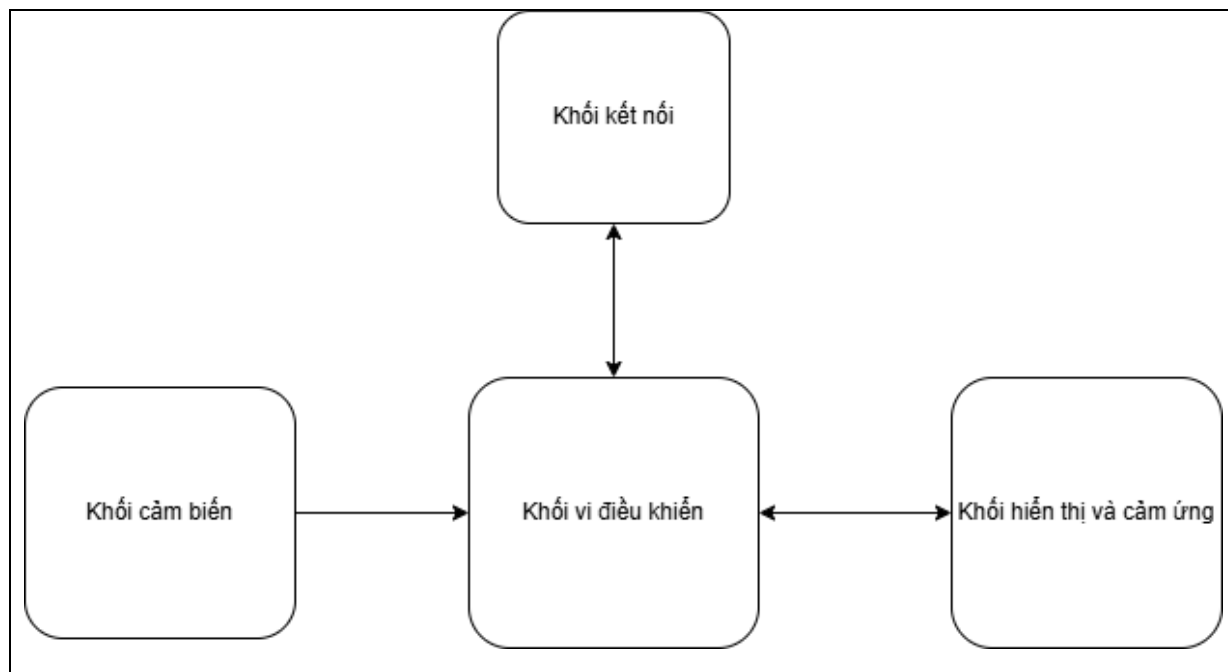 Khối kết nối
Khối cảm biến
Khối vi điều khiển
Khối hiển thị và cảm ứng